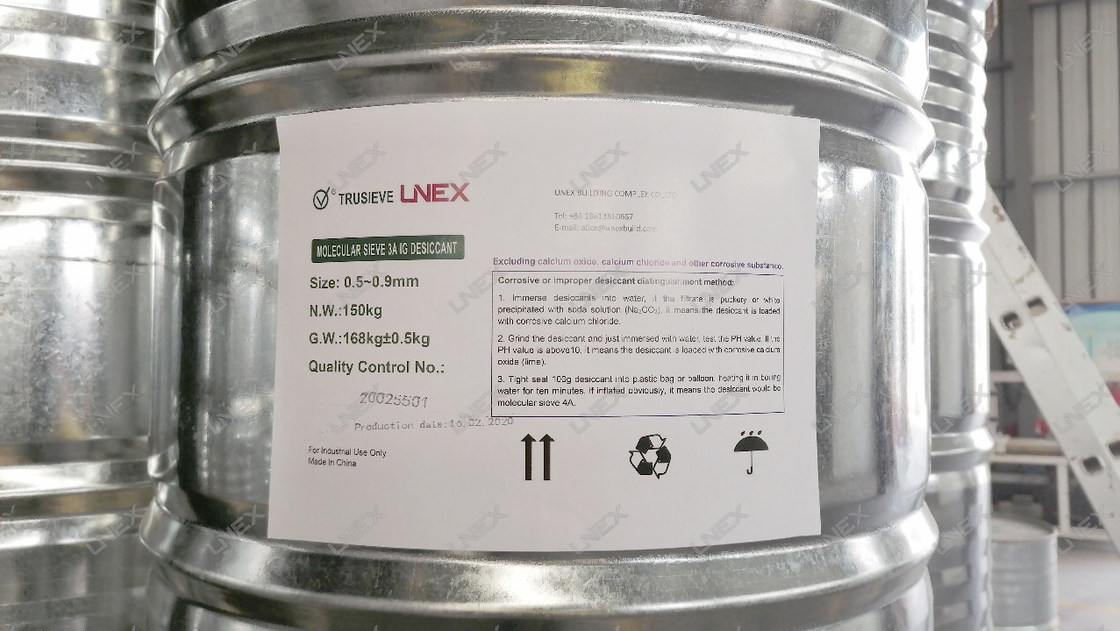 TRUSIEVE LNEX
LNEX BUILDING COMPLEX CO.,LTD
E-mail: alice@lnexbuild.com
MOLECULAR SIEVE 3A IG DESICCANT
Size: 0.5~0.9mm
N.W.:150kg
G.W.:168kg±0.5kg
Quality Control No.:
20025501
Production date:16.02.2020
For Industrial Use Only
Made In China
Excluding calcium oxide, calcium chloride and other corrosive substance.
Corrosive or improper desiccant distinguishment method:
1. Immerse desiccants into water, if the filtrate is puckery or white
precipitated with soda solution (Na₂CO₃), it means the desiccant is loaded
with corrosive calcium chloride.
2. Grind the desiccant and just immersed with water, test the PH value. If the
PH value is above10, it means the desiccant is loaded with corrosive calcium
oxide (lime).
3. Tight seal 100g desiccant into plastic bag or balloon, heating it in boiling
water for ten minutes. If inflated obviously, it means the desiccant would be
molecular sieve 4A.